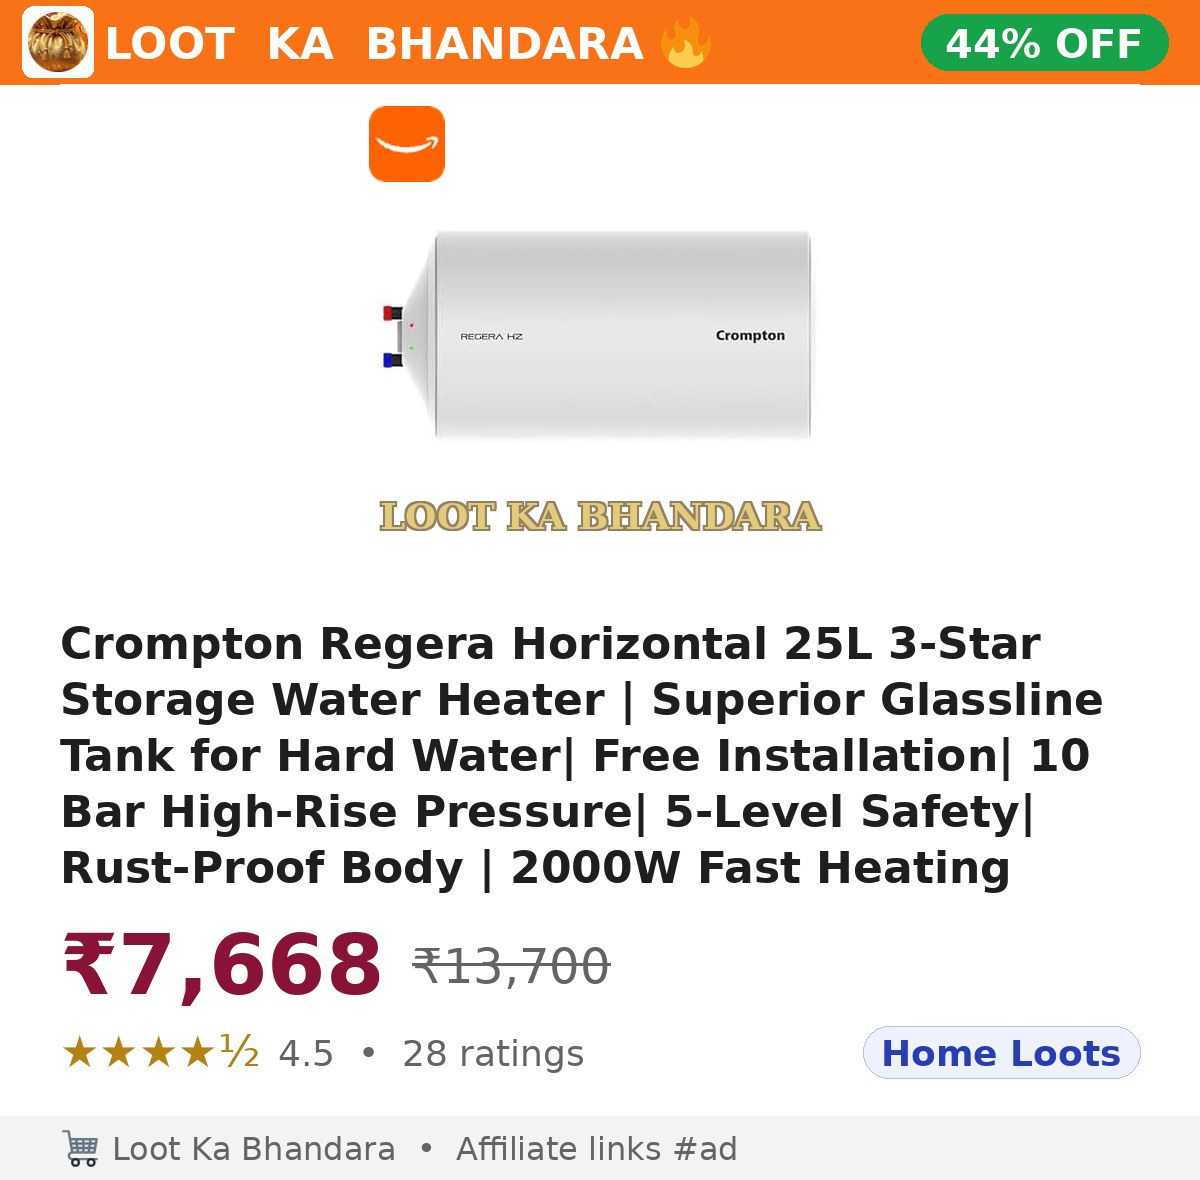 LOOT KA BHANDARA 🔥
44% OFF
REGERA HZ
Crompton
LOOT KA BHANDARA
Crompton Regera Horizontal 25L 3-Star
Storage Water Heater | Superior Glassline
Tank for Hard Water| Free Installation| 10
Bar High-Rise Pressure| 5-Level Safety|
Rust-Proof Body | 2000W Fast Heating
₹7,668 ₹13,700
★★★★½ 4.5 • 28 ratings
Home Loots
🛒 Loot Ka Bhandara • Affiliate links #ad